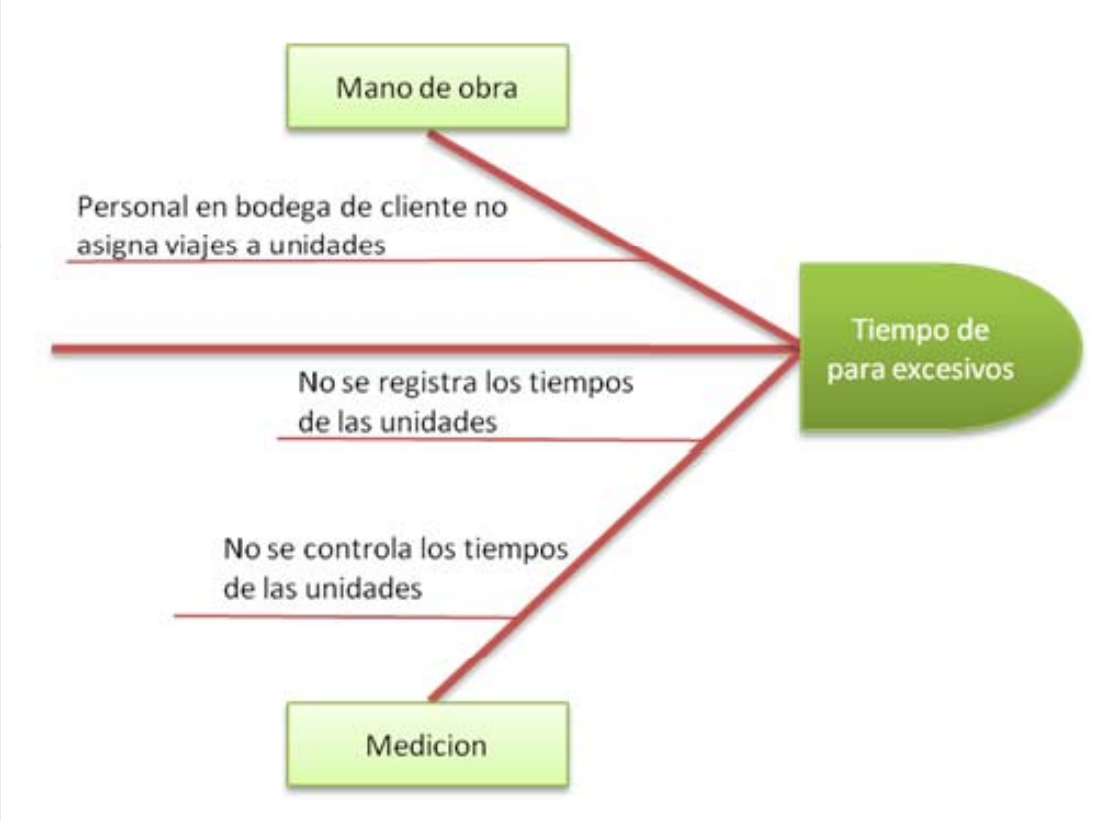 Mano de obra
Personal en bodega de cliente no
asigna viajes a unidades
Tiempo de
para excesivos
No se registra los tiempos
de las unidades
No se controla los tiempos
de las unidades
Medicion